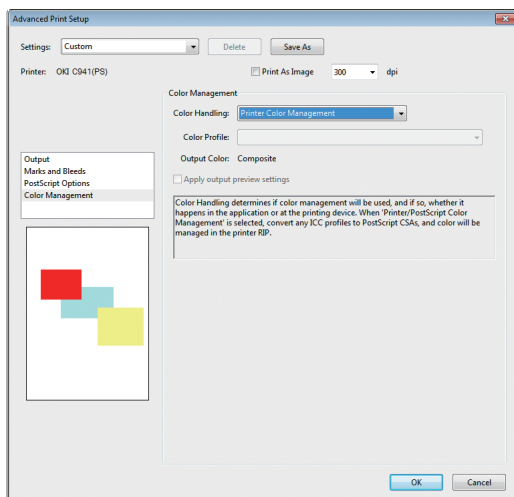 Advanced Print Setup
Settings: Custom Delete Save As
Printer: OKI C941(PS) Print As Image 300 dpi
Color Management
Color Handling: Printer Color Management
Color Profile:
Output Color: Composite
Apply output preview settings
Output
Marks and Bleeds
PostScript Options
Color Management
Color Handling determines if color management will be used, and if so, whether it
happens in the application or at the printing device. When 'Printer/PostScript Color
Management' is selected, convert any ICC profiles to PostScript CSAs, and color will be
managed in the printer RIP.
OK Cancel